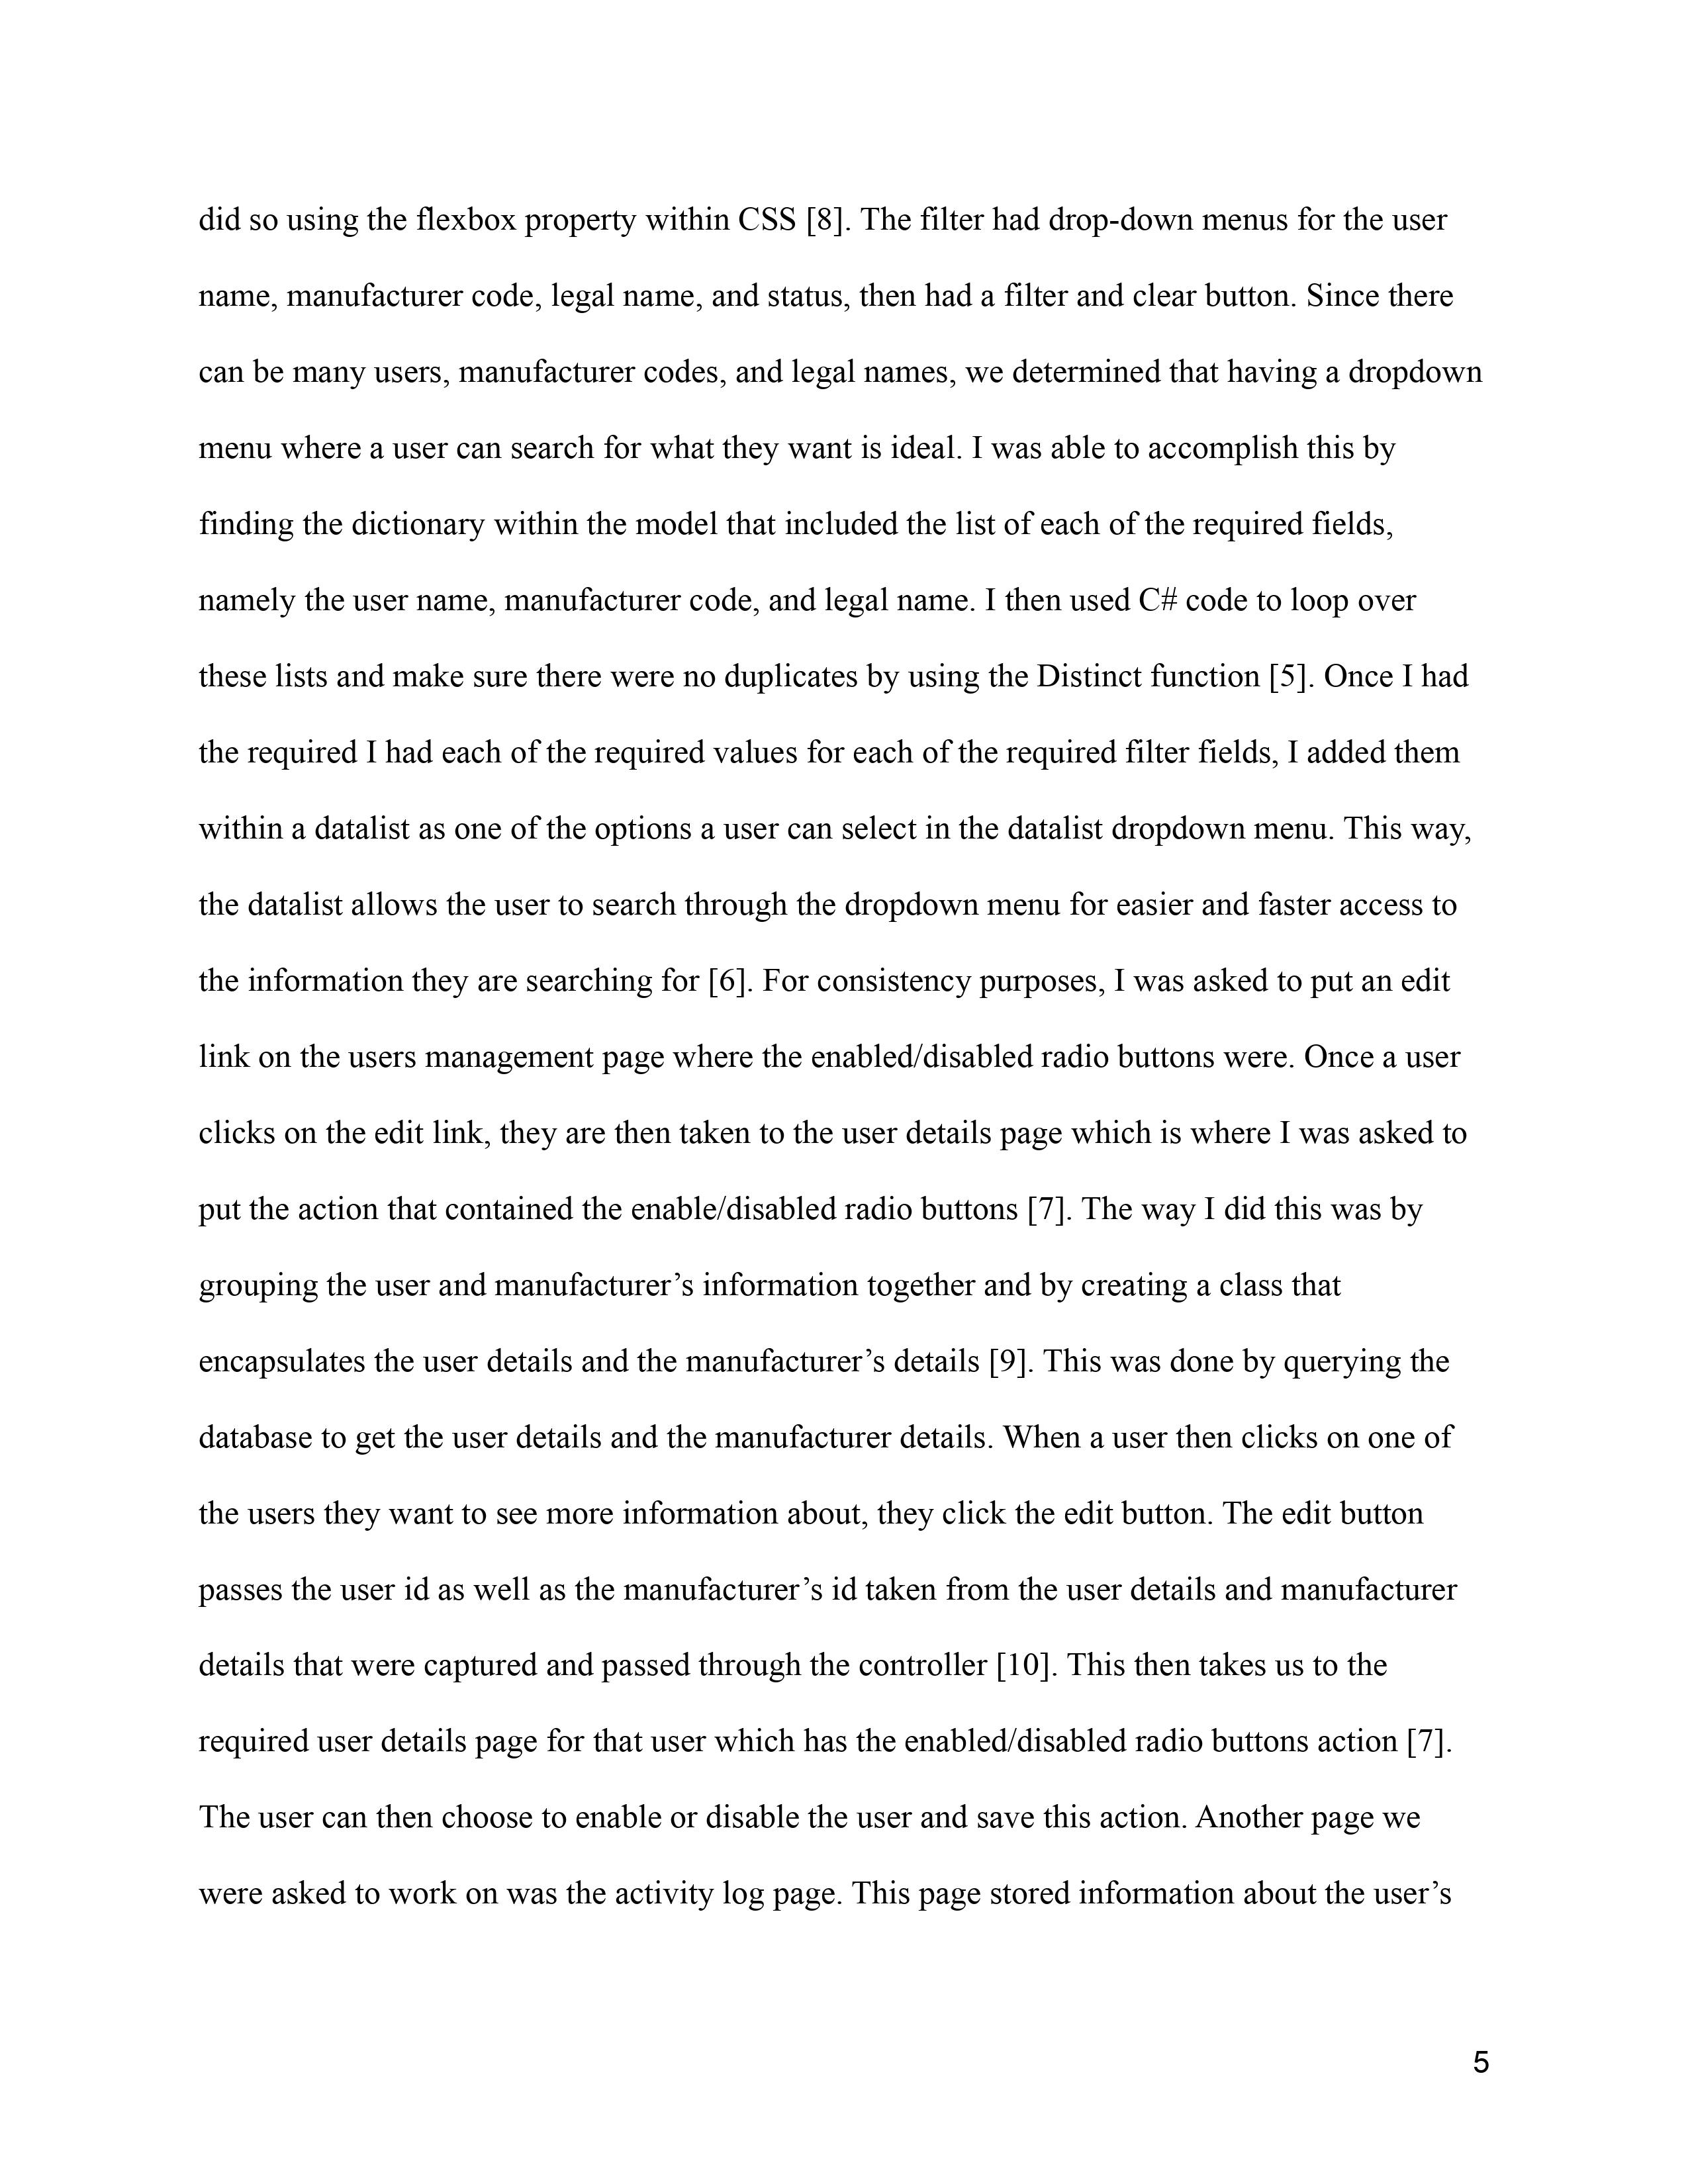 did so using the flexbox property within CSS [8]. The filter had drop-down menus for the user
name, manufacturer code, legal name, and status, then had a filter and clear button. Since there
can be many users, manufacturer codes, and legal names, we determined that having a dropdown
menu where a user can search for what they want is ideal. I was able to accomplish this by
finding the dictionary within the model that included the list of each of the required fields,
namely the user name, manufacturer code, and legal name. I then used C# code to loop over
these lists and make sure there were no duplicates by using the Distinct function [5]. Once I had
the required I had each of the required values for each of the required filter fields, I added them
within a datalist as one of the options a user can select in the datalist dropdown menu. This way,
the datalist allows the user to search through the dropdown menu for easier and faster access to
the information they are searching for [6]. For consistency purposes, I was asked to put an edit
link on the users management page where the enabled/disabled radio buttons were. Once a user
clicks on the edit link, they are then taken to the user details page which is where I was asked to
put the action that contained the enable/disabled radio buttons [7]. The way I did this was by
grouping the user and manufacturer’s information together and by creating a class that
encapsulates the user details and the manufacturer’s details [9]. This was done by querying the
database to get the user details and the manufacturer details. When a user then clicks on one of
the users they want to see more information about, they click the edit button. The edit button
passes the user id as well as the manufacturer’s id taken from the user details and manufacturer
details that were captured and passed through the controller [10]. This then takes us to the
required user details page for that user which has the enabled/disabled radio buttons action [7].
The user can then choose to enable or disable the user and save this action. Another page we
were asked to work on was the activity log page. This page stored information about the user’s
5